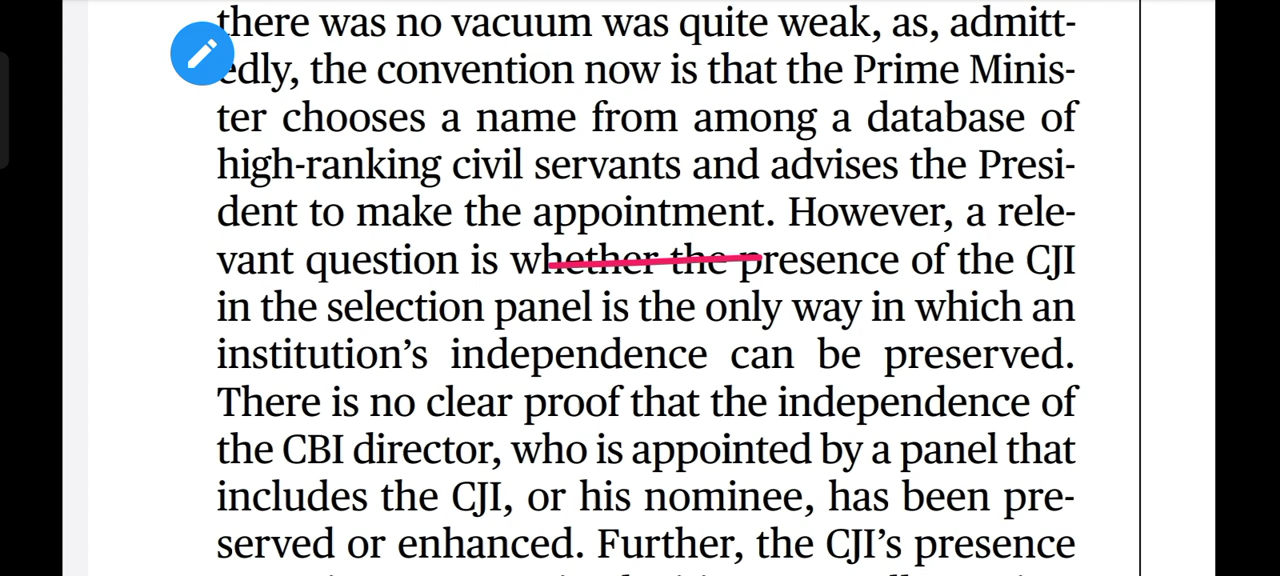 there was no vacuum was quite weak, as, admitt-
edly, the convention now is that the Prime Minis-
ter chooses a name from among a database of
high-ranking civil servants and advises the Presi-
dent to make the appointment. However, a rele-
vant question is whether the presence of the CJI
in the selection panel is the only way in which an
institution’s independence can be preserved.
There is no clear proof that the independence of
the CBI director, who is appointed by a panel that
includes the CJI, or his nominee, has been pre-
served or enhanced. Further, the CJI’s presence